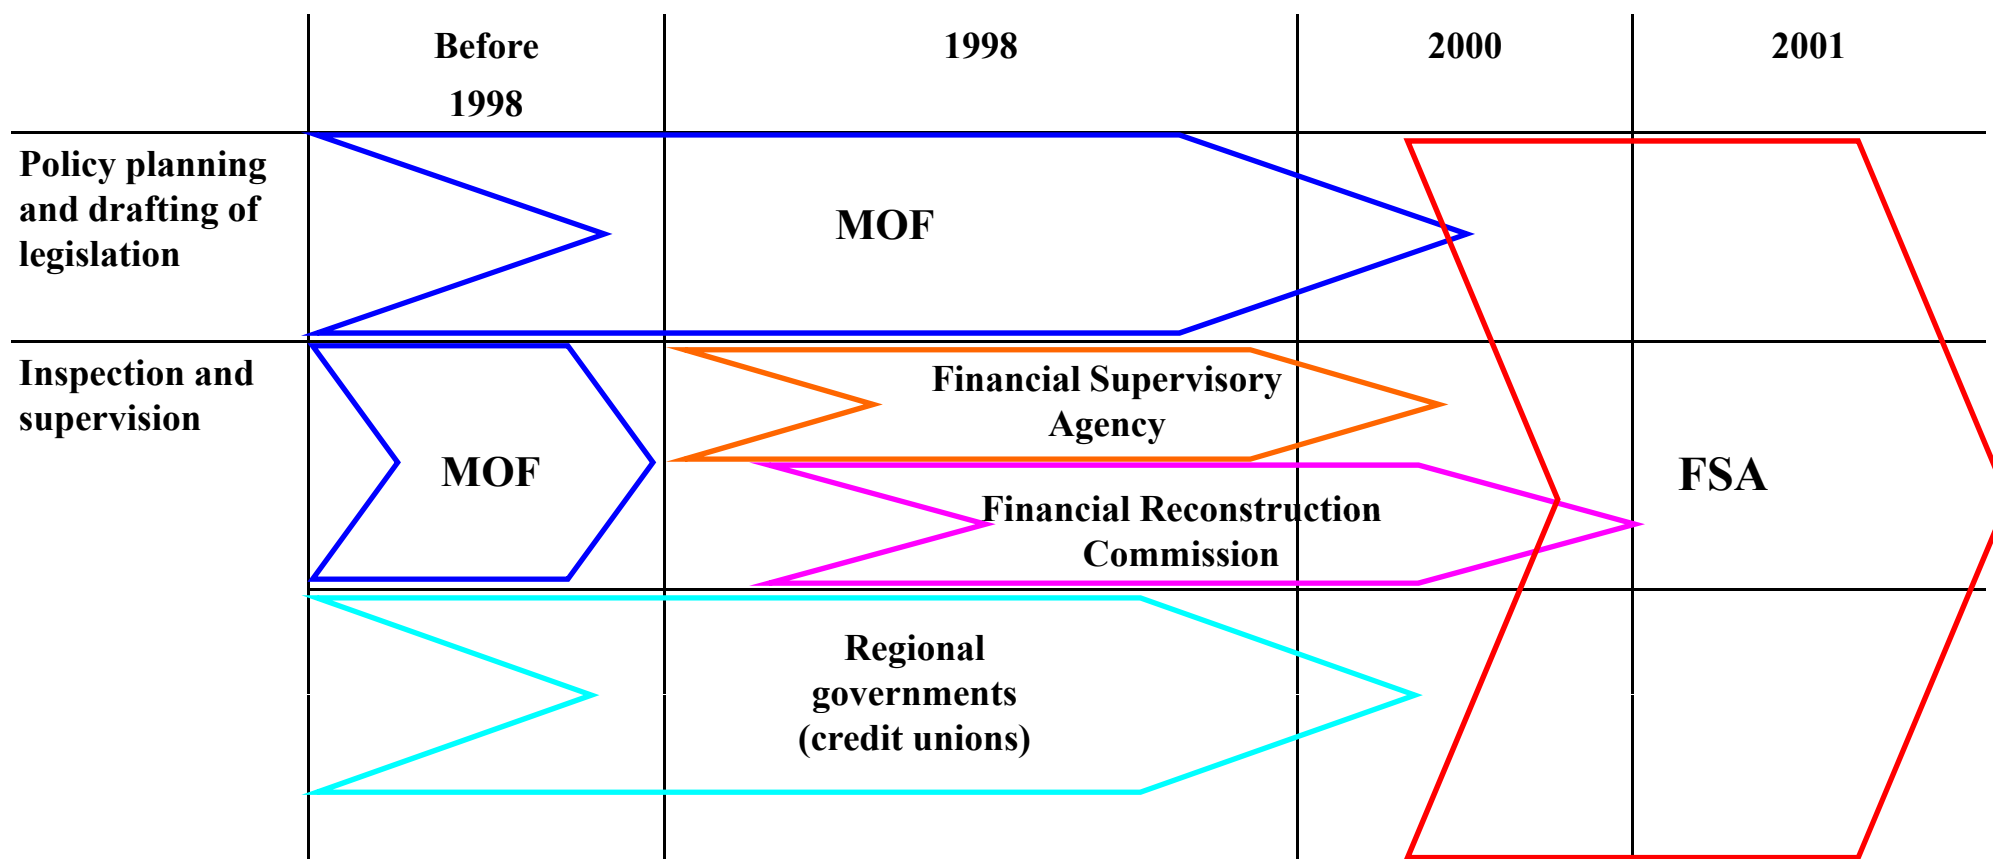 Before
1998
1998
2000
2001
Policy planning
and drafting of
legislation
MOF
Inspection and
supervision
MOF
Financial Supervisory
Agency
Financial Reconstruction
Commission
FSA
Regional
governments
(credit unions)